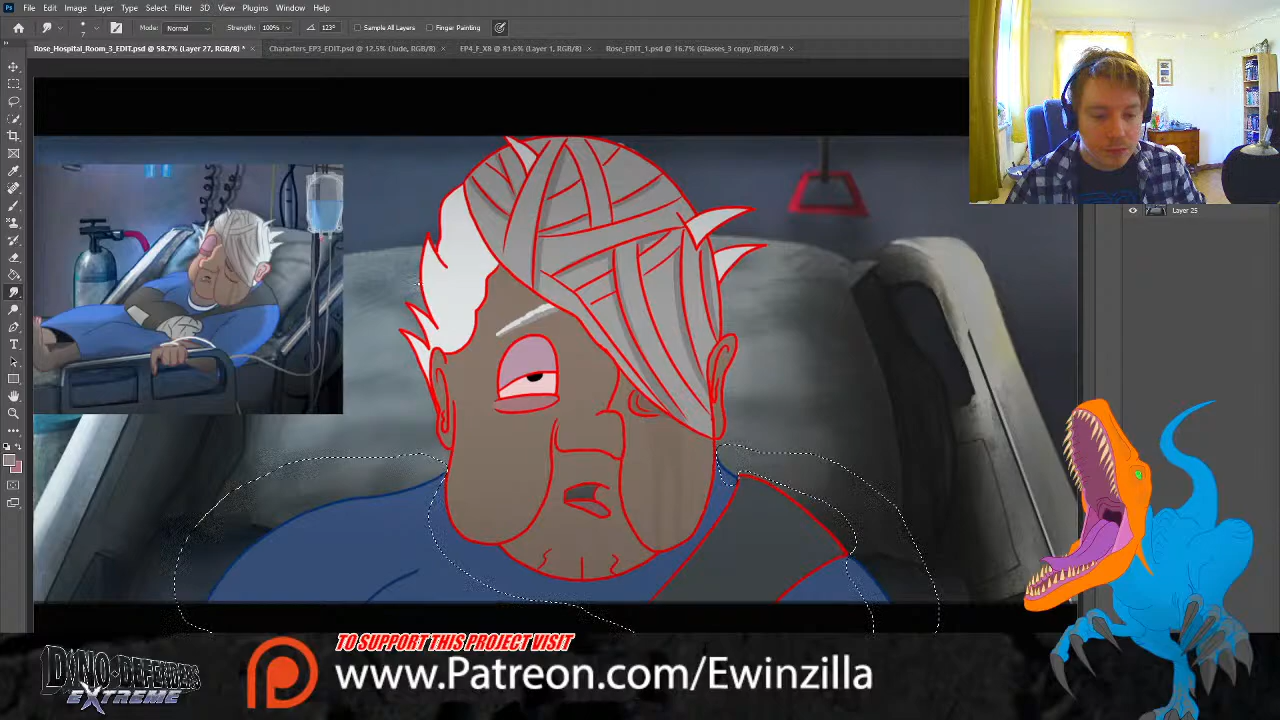 File Edit Image Layer Type Select Filter 3D View Plugins Window Help
Mode: Normal Strength: 100% 123° Sample All Layers Finger Painting
Rose_Hospital_Room_3_EDIT.psd @ 58.7% (Layer 27, RGB/8) * × Characters_EP3_EDIT.psd @ 12.5% (Jude, RGB/8) × EP4_F_X8 @ 81.6% (Layer 1, RGB/8) × Rose_EDIT_1.psd @ 16.7% (Glasses_3 copy, RGB/8) * ×
Layer 25
TO SUPPORT THIS PROJECT VISIT
www.Patreon.com/Ewinzilla
DINO DEFENDERS
EXTREME